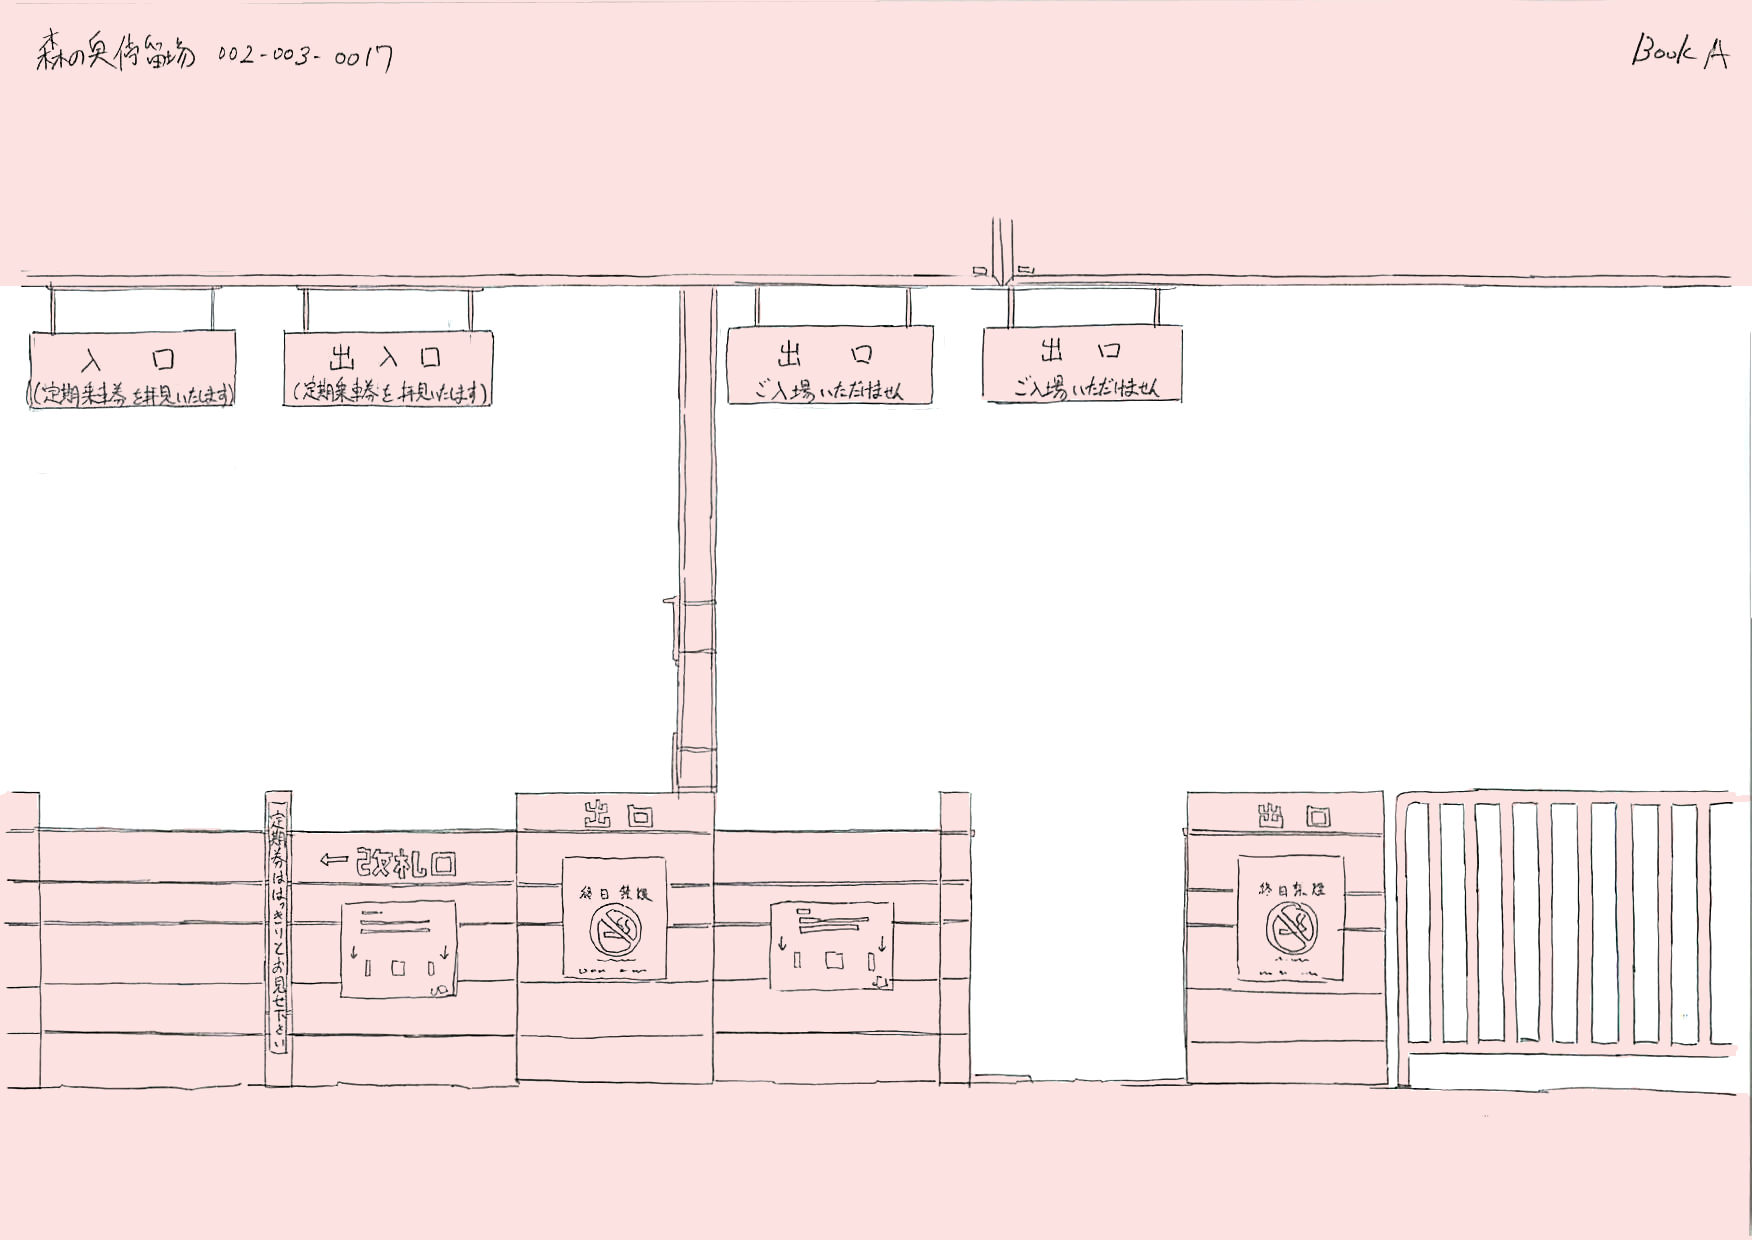 森の奥停留場 002-003-0017
Book A
入口
(定期乗車券を拝見いたします)
出入口
(定期乗車券を拝見いたします)
出口
ご入場いただけません
出口
ご入場いただけません
定期券ははっきりとお見せ下さい
←改札口
出口
終日禁煙
出口
終日禁煙